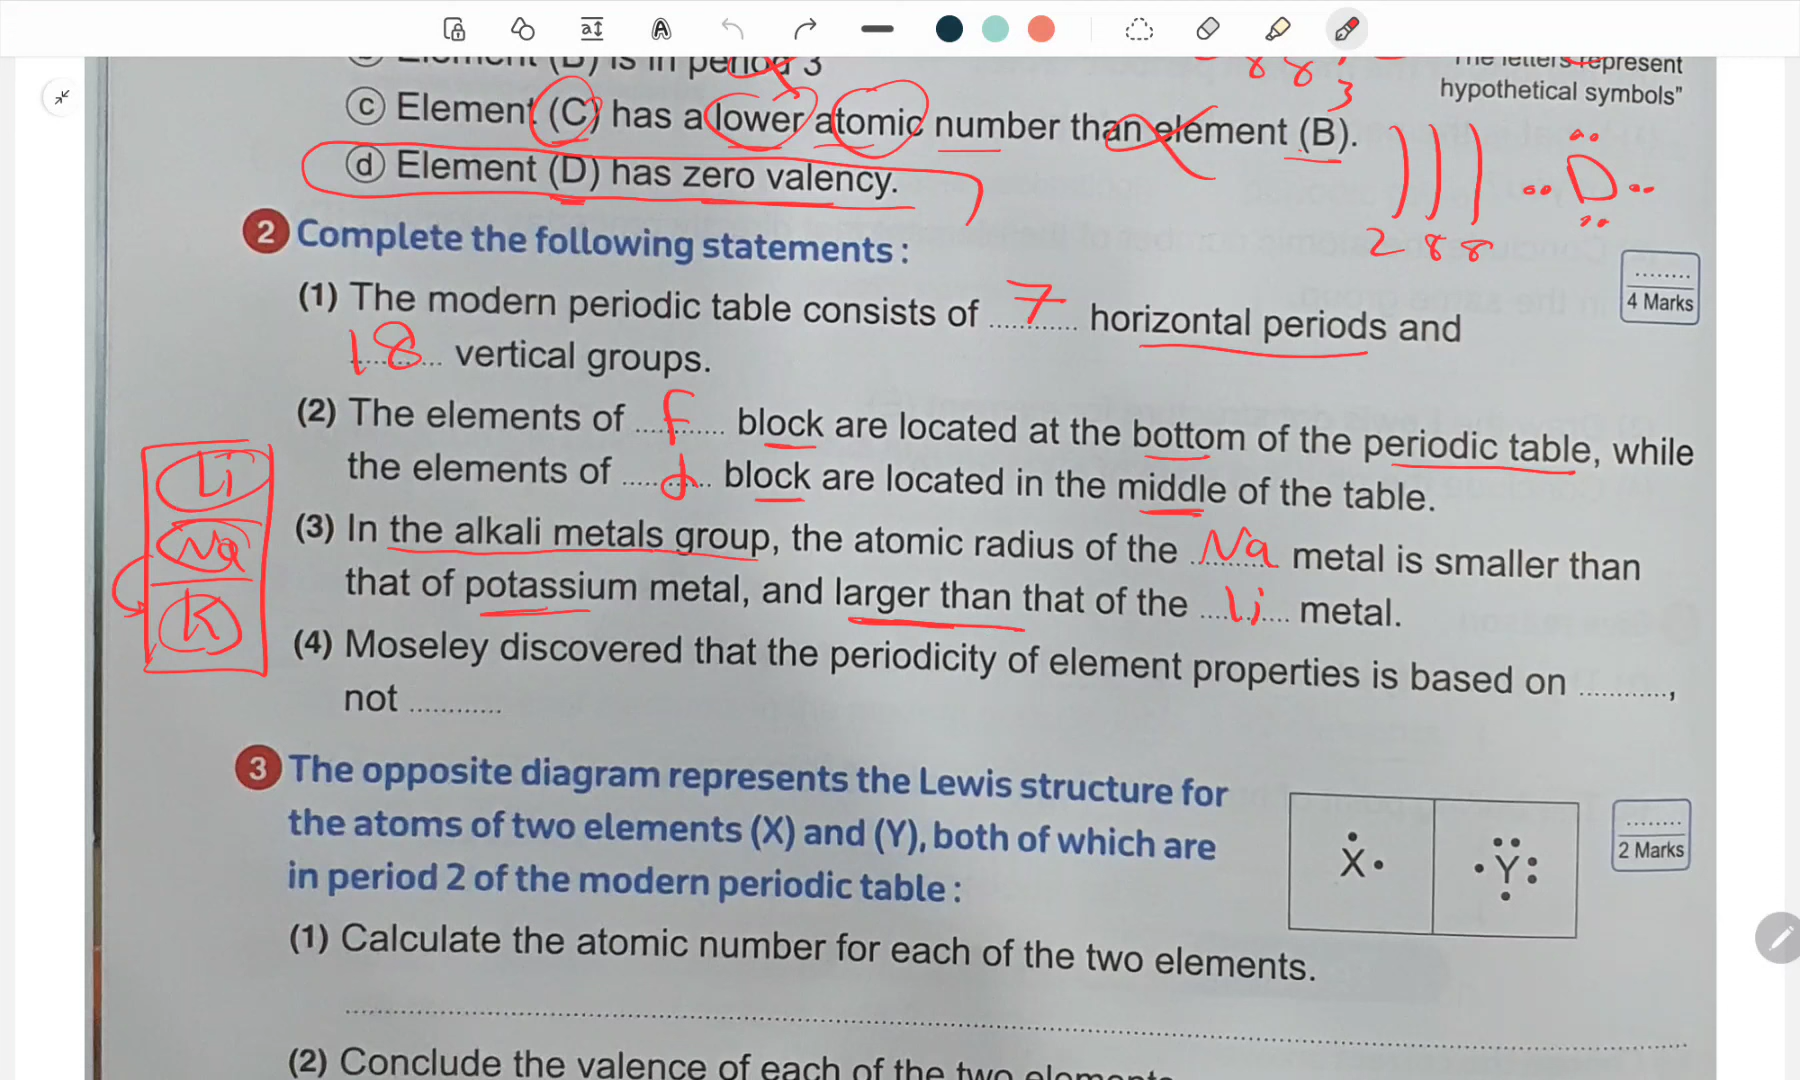 (B) is in period 3
"The letters represent
hypothetical symbols"
8 8 3
c Element (C) has a lower atomic number than element (B).
d Element (D) has zero valency.
D
2 8 8
2 Complete the following statements :
4 Marks
(1) The modern periodic table consists of 7 horizontal periods and
18 vertical groups.
(2) The elements of f block are located at the bottom of the periodic table, while
the elements of d block are located in the middle of the table.
Li
Na
K
(3) In the alkali metals group, the atomic radius of the Na metal is smaller than
that of potassium metal, and larger than that of the Li metal.
(4) Moseley discovered that the periodicity of element properties is based on ...........,
not ............
3 The opposite diagram represents the Lewis structure for
the atoms of two elements (X) and (Y), both of which are
in period 2 of the modern periodic table :
X Y
2 Marks
(1) Calculate the atomic number for each of the two elements.
(2) Conclude the valence of each of the two elements